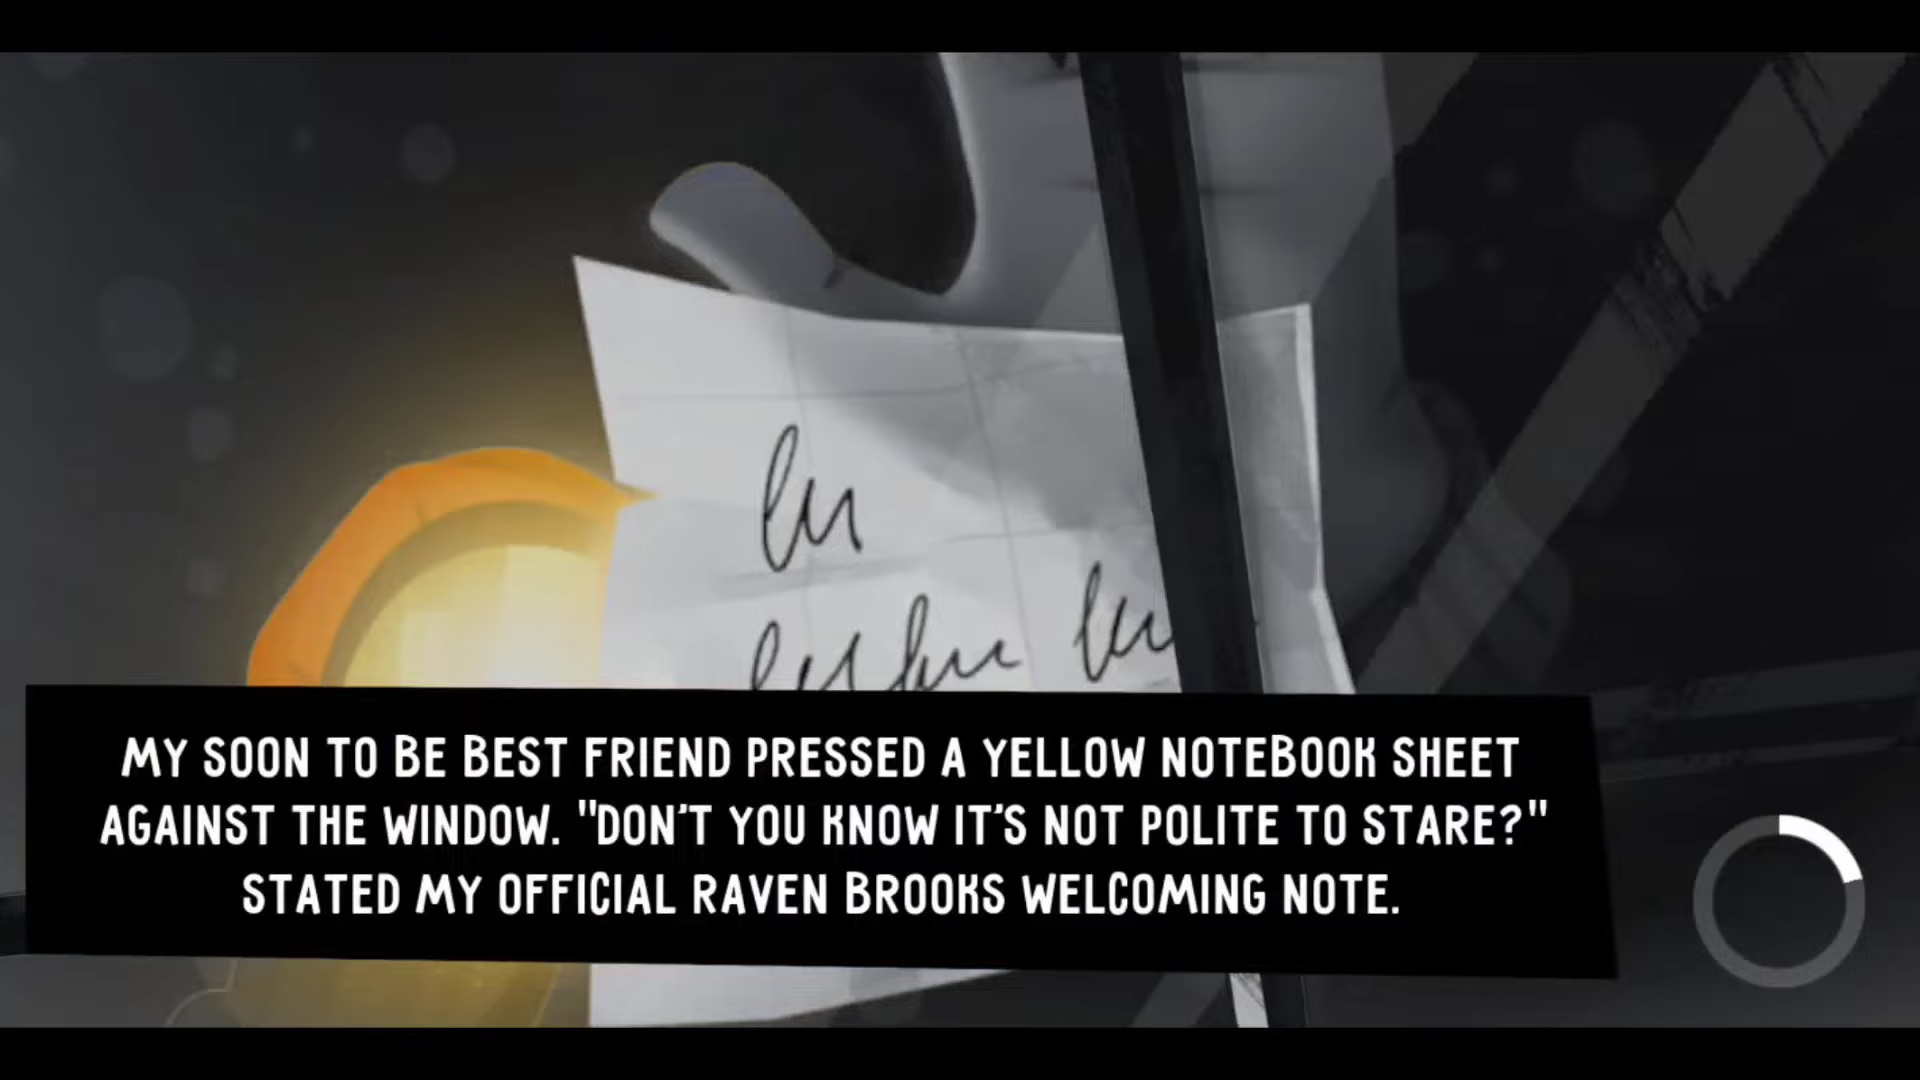 MY SOON TO BE BEST FRIEND PRESSED A YELLOW NOTEBOOK SHEET
AGAINST THE WINDOW. "DON'T YOU KNOW IT'S NOT POLITE TO STARE?"
STATED MY OFFICIAL RAVEN BROOKS WELCOMING NOTE.